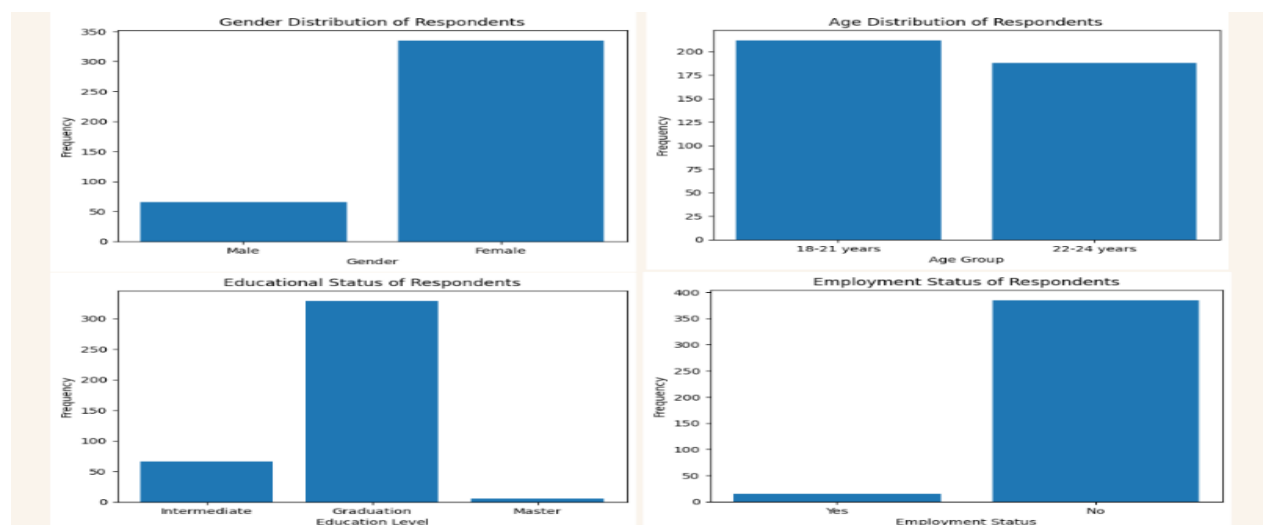 Gender Distribution of Respondents
350
300
250
200
150
100
50
0
Frequency
Male Female
Gender
Age Distribution of Respondents
200
175
150
125
100
75
50
25
0
Frequency
18-21 years 22-24 years
Age Group
Educational Status of Respondents
300
250
200
150
100
50
0
Frequency
Intermediate Graduation Master
Education Level
Employment Status of Respondents
400
350
300
250
200
150
100
50
0
Frequency
Yes No
Employment Status